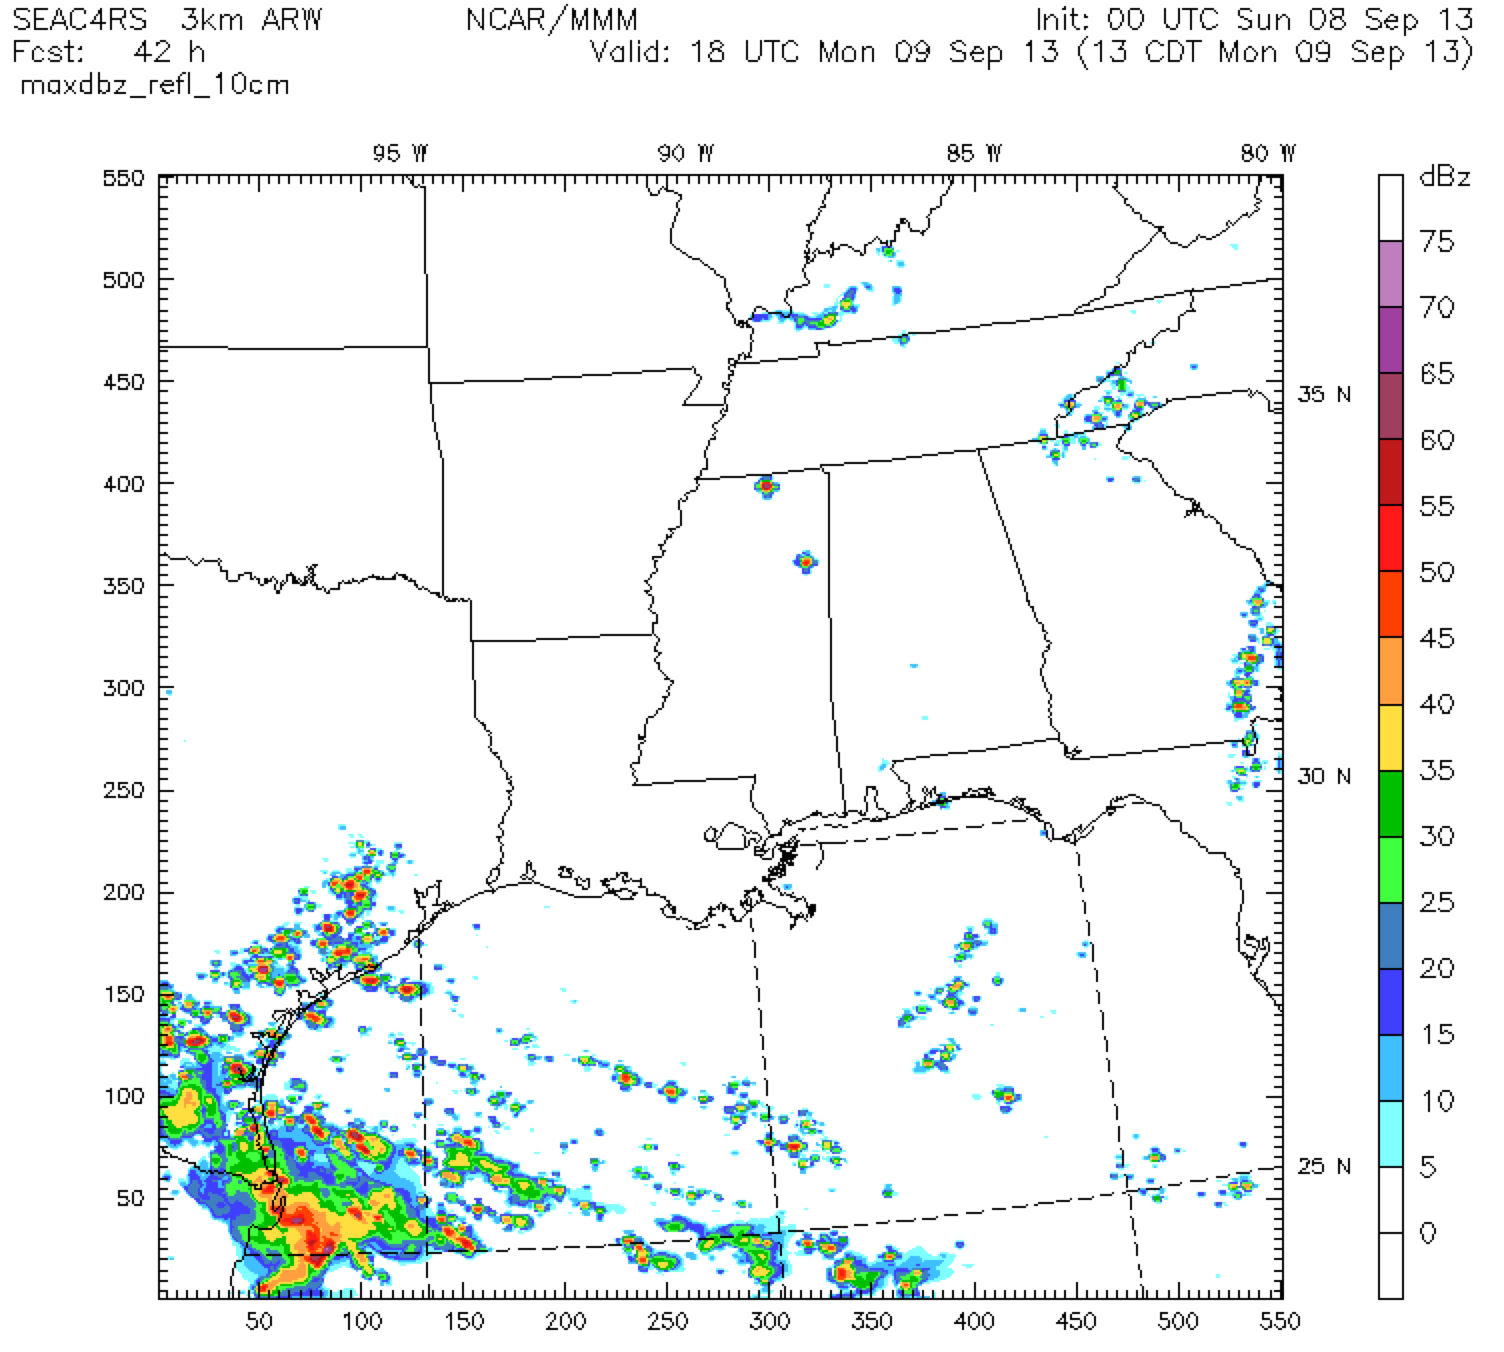 SEAC4RS 3km ARW NCAR/MMM Init: 00 UTC Sun 08 Sep 13
Fcst: 42 h Valid: 18 UTC Mon 09 Sep 13 (13 CDT Mon 09 Sep 13)
maxdbz_refl_10cm
95 W 90 W 85 W 80 W
550 dBz
75
500
70
450 65
35 N
60
400
55
350 50
45
300
40
30 N
250 35
30
200
25
20
150
15
100 10
25 N
50 5
0
50 100 150 200 250 300 350 400 450 500 550